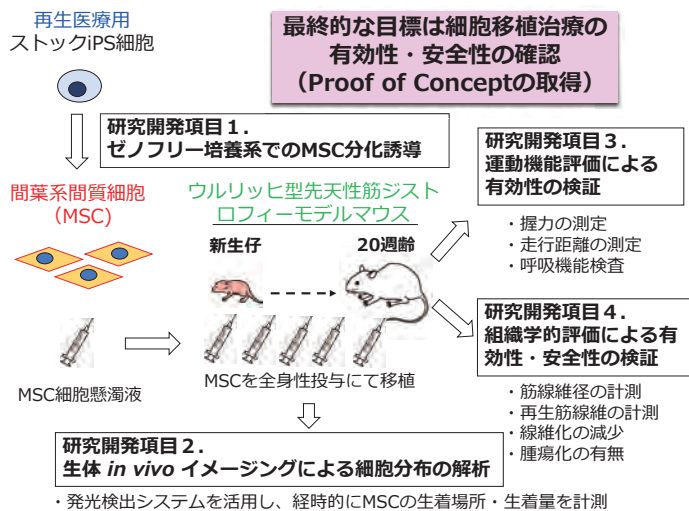 再生医療用
ストックiPS細胞
最終的な目標は細胞移植治療の
有効性・安全性の確認
（Proof of Conceptの取得）
研究開発項目１．
ゼノフリー培養系でのMSC分化誘導
間葉系間質細胞
（MSC）
ウルリッヒ型先天性筋ジスト
ロフィーモデルマウス
新生仔
20週齢
MSC細胞懸濁液
MSCを全身性投与にて移植
研究開発項目３．
運動機能評価による
有効性の検証
・握力の測定
・走行距離の測定
・呼吸機能検査
研究開発項目４．
組織学的評価による有
効性・安全性の検証
・筋線維径の計測
・再生筋線維の計測
・線維化の減少
・腫瘍化の有無
研究開発項目２．
生体 in vivo イメージングによる細胞分布の解析
・発光検出システムを活用し、経時的にMSCの生着場所・生着量を計測